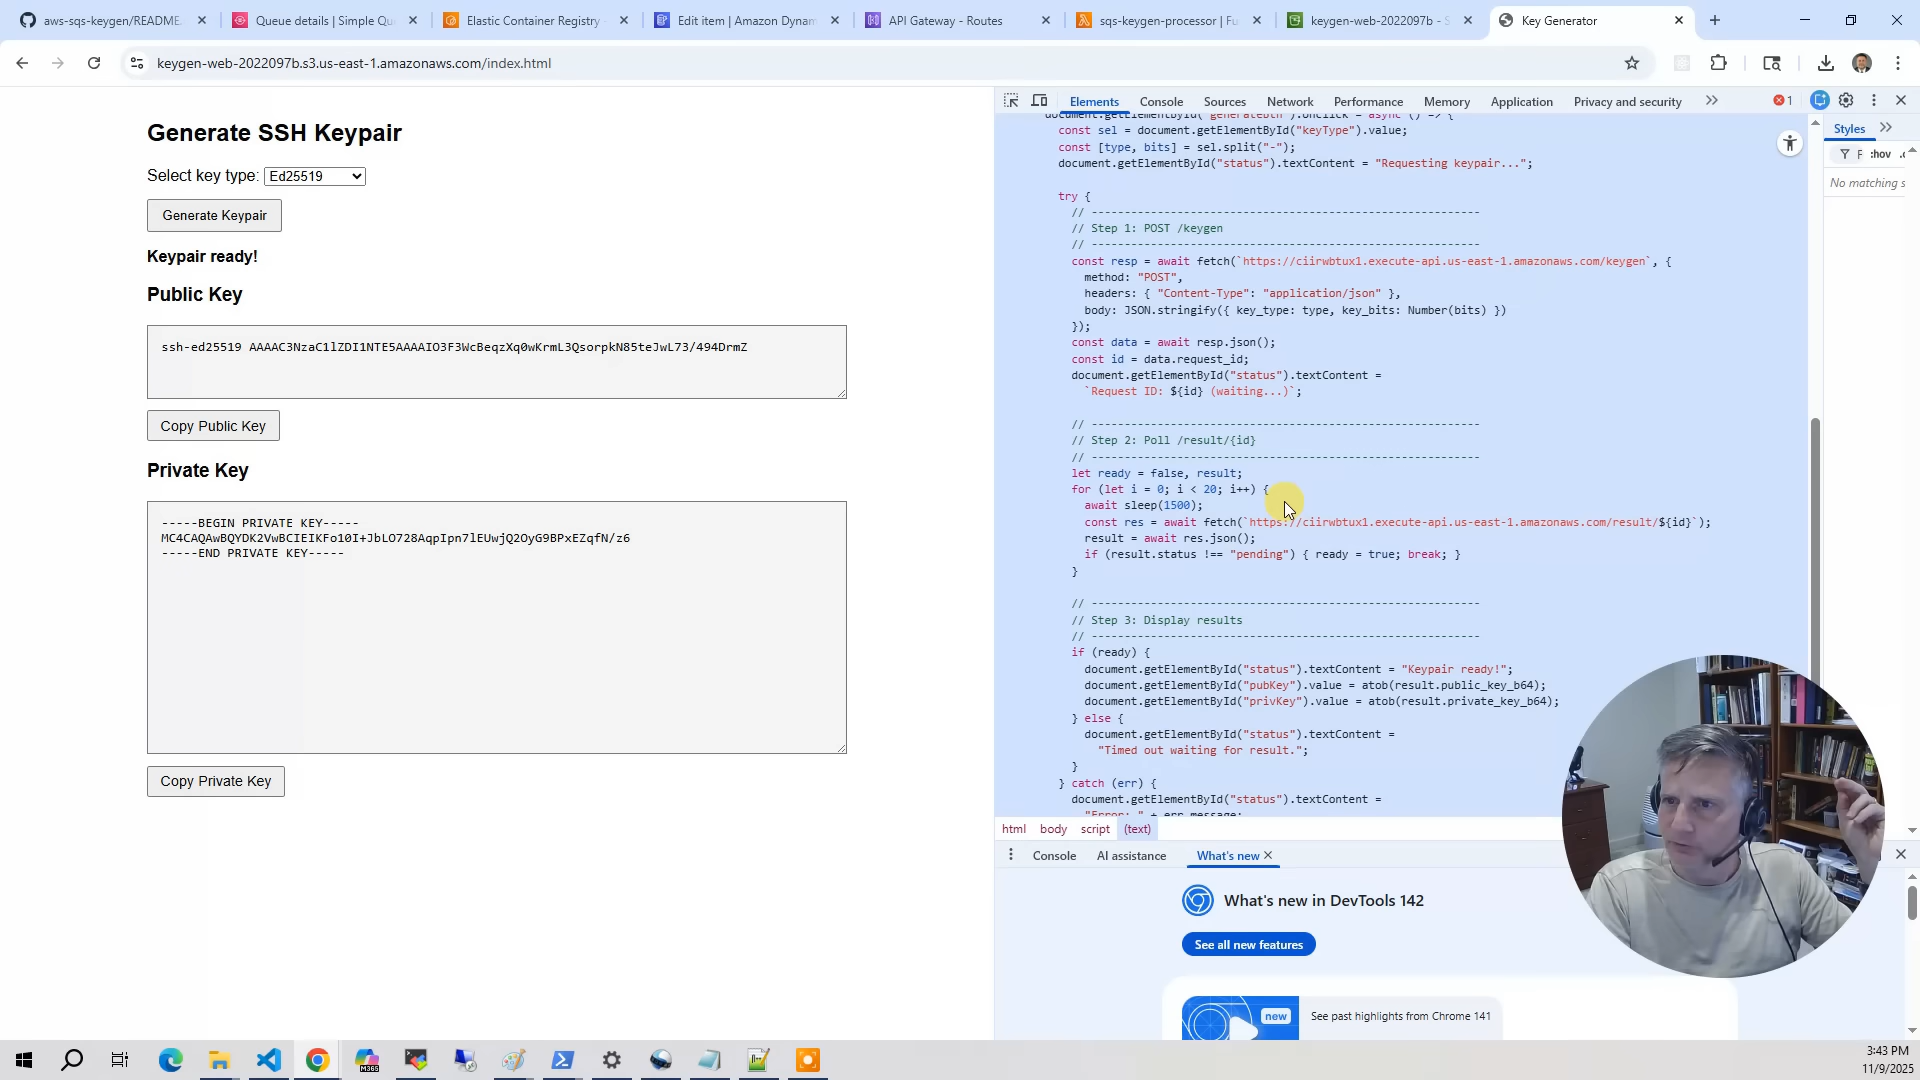 aws-sqs-keygen/README.
Queue details | Simple Qu
Elastic Container Registry
Edit item | Amazon Dynam
API Gateway - Routes
sqs-keygen-processor | Fu
keygen-web-2022097b - S
Key Generator
keygen-web-2022097b.s3.us-east-1.amazonaws.com/index.html
Generate SSH Keypair
Select key type: Ed25519
Generate Keypair
Keypair ready!
Public Key
ssh-ed25519 AAAAC3NzaC1lZDI1NTE5AAAAIO3F3WcBeqzXq0wKrmL3QsorpkN85teJwL73/494DrmZ
Copy Public Key
Private Key
-----BEGIN PRIVATE KEY-----
MC4CAQAwBQYDK2VwBCIEIKFo10I+JbLO728AqpIpn7lEUwjQ2OyG9BPxEZqfN/z6
-----END PRIVATE KEY-----
Copy Private Key
Elements Console Sources Network Performance Memory Application Privacy and security
1
document.getElementById("generateBtn").onclick = async () => {
const sel = document.getElementById("keyType").value;
const [type, bits] = sel.split("-");
document.getElementById("status").textContent = "Requesting keypair...";
try {
// -----------------------------------------------------------
// Step 1: POST /keygen
// -----------------------------------------------------------
const resp = await fetch(`https://ciirwbtux1.execute-api.us-east-1.amazonaws.com/keygen`, {
method: "POST",
headers: { "Content-Type": "application/json" },
body: JSON.stringify({ key_type: type, key_bits: Number(bits) })
});
const data = await resp.json();
const id = data.request_id;
document.getElementById("status").textContent =
`Request ID: ${id} (waiting...)`;
// -----------------------------------------------------------
// Step 2: Poll /result/{id}
// -----------------------------------------------------------
let ready = false, result;
for (let i = 0; i < 20; i++) {
await sleep(1500);
const res = await fetch(`https://ciirwbtux1.execute-api.us-east-1.amazonaws.com/result/${id}`);
result = await res.json();
if (result.status !== "pending") { ready = true; break; }
}
// -----------------------------------------------------------
// Step 3: Display results
// -----------------------------------------------------------
if (ready) {
document.getElementById("status").textContent = "Keypair ready!";
document.getElementById("pubKey").value = atob(result.public_key_b64);
document.getElementById("privKey").value = atob(result.private_key_b64);
} else {
document.getElementById("status").textContent =
"Timed out waiting for result.";
}
} catch (err) {
document.getElementById("status").textContent =
"Error: " + err.message;
Styles
F :hov .c
No matching s
html body script (text)
Console AI assistance What's new
What's new in DevTools 142
See all new features
new
See past highlights from Chrome 141
M365
3:43 PM
11/9/2025